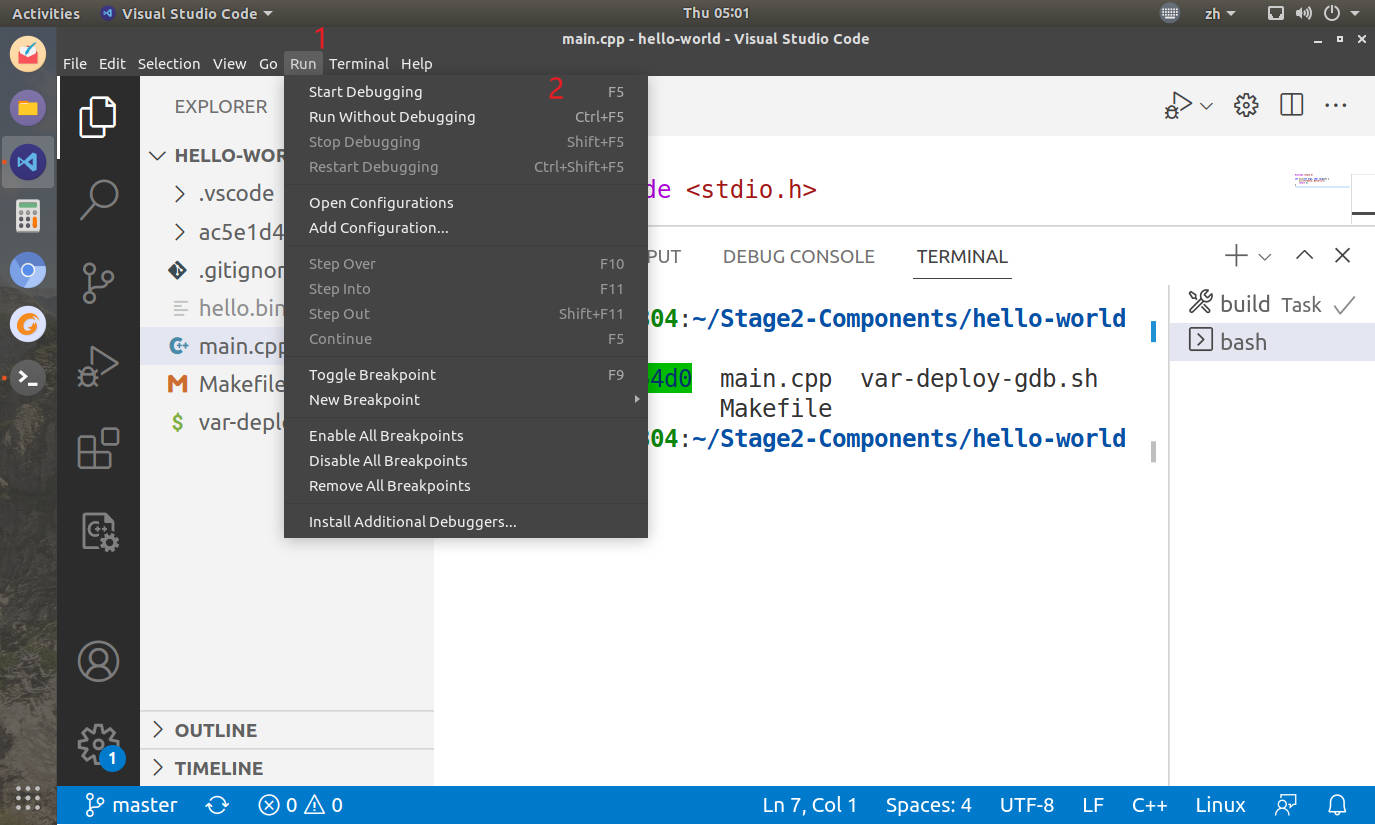 Activities Visual Studio Code Thu 05:01 zh
1
main.cpp - hello-world - Visual Studio Code
File Edit Selection View Go Run Terminal Help
2
Start Debugging F5
Run Without Debugging Ctrl+F5
Stop Debugging Shift+F5
Restart Debugging Ctrl+Shift+F5
Open Configurations
Add Configuration...
Step Over F10
Step Into F11
Step Out Shift+F11
Continue F5
Toggle Breakpoint F9
New Breakpoint
Enable All Breakpoints
Disable All Breakpoints
Remove All Breakpoints
Install Additional Debuggers...
EXPLORER
HELLO-WOR
.vscode
ac5e1d4
.gitignor
hello.bin
main.cpp
Makefile
var-deplo
OUTLINE
TIMELINE
de <stdio.h>
PUT DEBUG CONSOLE TERMINAL
804:~/Stage2-Components/hello-world
4d0 main.cpp var-deploy-gdb.sh
Makefile
804:~/Stage2-Components/hello-world
build Task
bash
1
master 0 0 Ln 7, Col 1 Spaces: 4 UTF-8 LF C++ Linux